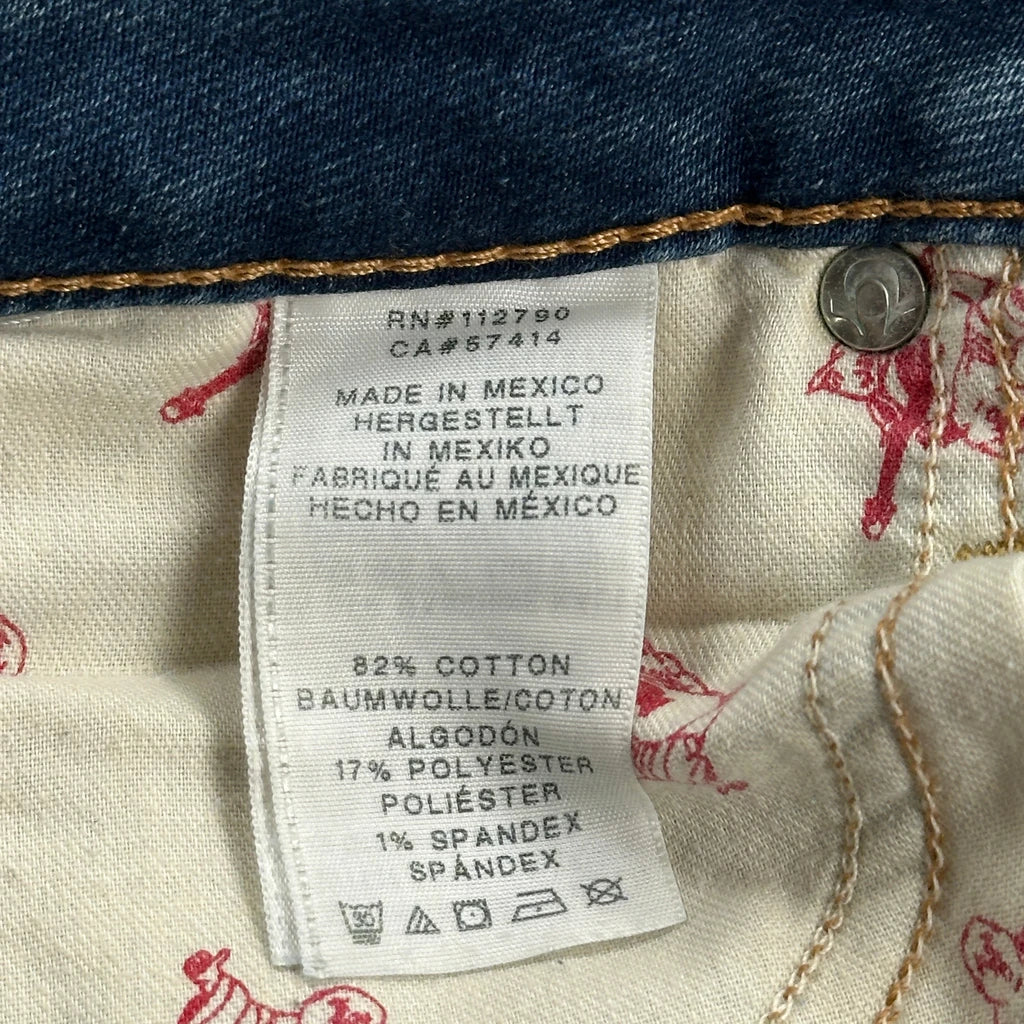 RN#112790
CA#57414
MADE IN MEXICO
HERGESTELLT
IN MEXIKO
FABRIQUÉ AU MEXIQUE
HECHO EN MÉXICO
82% COTTON
BAUMWOLLE/COTON
ALGODÓN
17% POLYESTER
POLIÉSTER
1% SPANDEX
SPÁNDEX